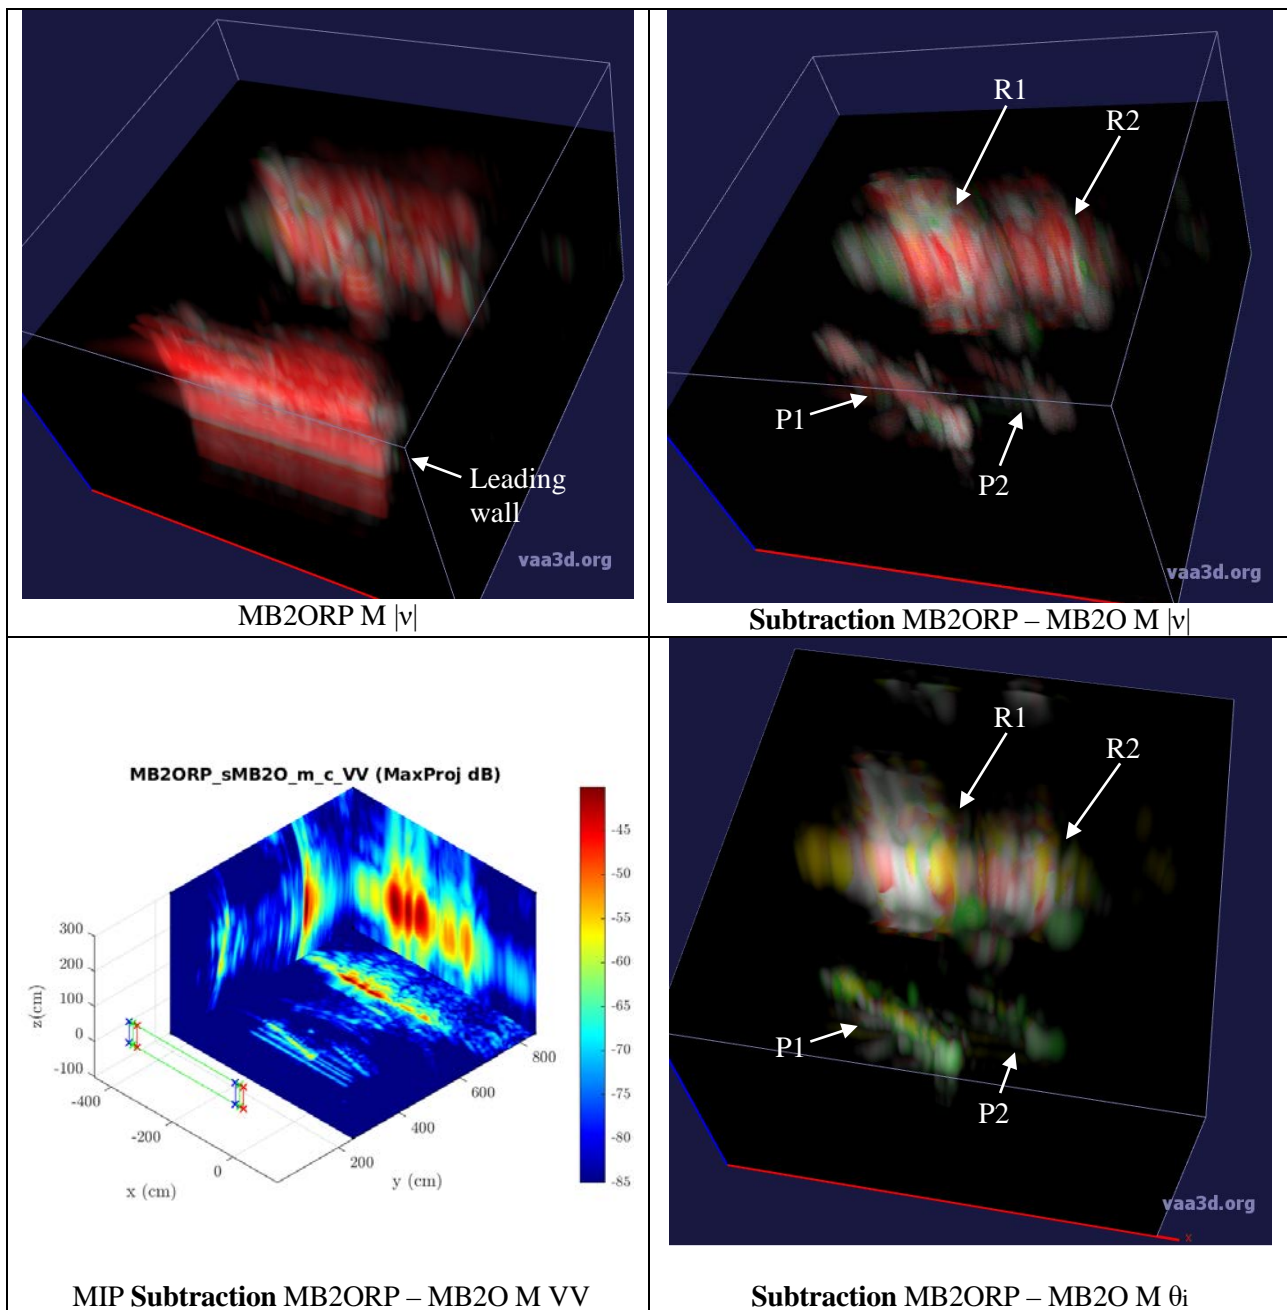 R1
R2
P1
P2
Leading
wall
vaa3d.org
vaa3d.org
MB2ORP M |ν|
Subtraction MB2ORP – MB2O M |ν|
MB2ORP_sMB2O_m_c_VV (MaxProj dB)
-45
-50
-55
-60
-65
-70
-75
-80
-85
300
200
100
0
-100
z(cm)
-400
-200
0
x (cm)
200
400
600
800
y (cm)
R1
R2
P1
P2
vaa3d.org
x
MIP Subtraction MB2ORP – MB2O M VV
Subtraction MB2ORP – MB2O M θi